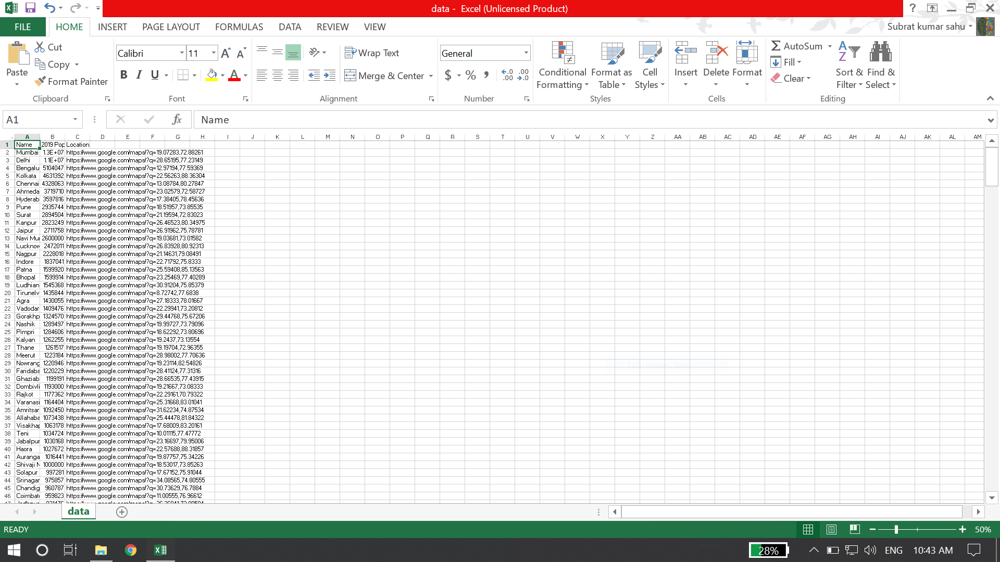 data - Excel (Unlicensed Product)
FILE HOME INSERT PAGE LAYOUT FORMULAS DATA REVIEW VIEW Subrat kumar sahu
Cut
Copy
Format Painter
Paste
Clipboard
Calibri 11
B I U
Font
Wrap Text
Merge & Center
Alignment
General
$ % ,
Number
Conditional Formatting
Format as Table
Cell Styles
Styles
Insert Delete Format
Cells
AutoSum
Fill
Clear
Sort & Filter
Find & Select
Editing
A1 fx Name
A B C D E F G H I J K L M N O P Q R S T U V W X Y Z AA AB AC AD AE AF AG AH AI AJ AK AL AM
1 Name 2019 Pop Location
2 Mumbai 1.3E+07 https://www.google.com/maps/?q=19.07283,72.88261
3 Delhi 1.1E+07 https://www.google.com/maps/?q=28.65195,77.23149
4 Bengalu 5104047 https://www.google.com/maps/?q=12.97194,77.59369
5 Kolkata 4631392 https://www.google.com/maps/?q=22.56263,88.36304
6 Chennai 4328063 https://www.google.com/maps/?q=13.08784,80.27847
7 Ahmeda 3719710 https://www.google.com/maps/?q=23.02579,72.58727
8 Hyderab 3597816 https://www.google.com/maps/?q=17.38405,78.45636
9 Pune 2935744 https://www.google.com/maps/?q=18.51957,73.85535
10 Surat 2894504 https://www.google.com/maps/?q=21.19594,72.83023
11 Kanpur 2823249 https://www.google.com/maps/?q=26.46523,80.34975
12 Jaipur 2711758 https://www.google.com/maps/?q=26.91962,75.78781
13 Navi Mu 2600000 https://www.google.com/maps/?q=19.03681,73.01582
14 Lucknow 2472011 https://www.google.com/maps/?q=26.83928,80.92313
15 Nagpur 2228018 https://www.google.com/maps/?q=21.14631,79.08491
16 Indore 1837041 https://www.google.com/maps/?q=22.71792,75.8333
17 Patna 1599920 https://www.google.com/maps/?q=25.59408,85.13563
18 Bhopal 1599914 https://www.google.com/maps/?q=23.25469,77.40289
19 Ludhian 1545368 https://www.google.com/maps/?q=30.91204,75.85379
20 Tirunelv 1435844 https://www.google.com/maps/?q=8.72742,77.6838
21 Agra 1430055 https://www.google.com/maps/?q=27.18333,78.01667
22 Vadodar 1409476 https://www.google.com/maps/?q=22.29941,73.20812
23 Gorakhp 1324570 https://www.google.com/maps/?q=29.44768,75.67206
24 Nashik 1289497 https://www.google.com/maps/?q=19.99727,73.79096
25 Pimpri 1284606 https://www.google.com/maps/?q=18.62292,73.80696
26 Kalyan 1262255 https://www.google.com/maps/?q=19.2437,73.13554
27 Thane 1261517 https://www.google.com/maps/?q=19.19704,72.96355
28 Meerut 1223184 https://www.google.com/maps/?q=28.98002,77.70636
29 Nowrang 1220946 https://www.google.com/maps/?q=19.23114,82.54826
30 Faridaba 1220229 https://www.google.com/maps/?q=28.41124,77.31316
31 Ghaziab 1199191 https://www.google.com/maps/?q=28.66535,77.43915
32 Dombivli 1193000 https://www.google.com/maps/?q=19.21667,73.08333
33 Rajkot 1177362 https://www.google.com/maps/?q=22.29161,70.79322
34 Varanasi 1164404 https://www.google.com/maps/?q=25.31668,83.01041
35 Amritsar 1092450 https://www.google.com/maps/?q=31.62234,74.87534
36 Allahaba 1073438 https://www.google.com/maps/?q=25.44478,81.84322
37 Visakhap 1063178 https://www.google.com/maps/?q=17.68009,83.20161
38 Teni 1034724 https://www.google.com/maps/?q=10.01115,77.47772
39 Jabalpur 1030168 https://www.google.com/maps/?q=23.16697,79.95006
40 Haora 1027672 https://www.google.com/maps/?q=22.57688,88.31857
41 Auranga 1016441 https://www.google.com/maps/?q=19.87757,75.34226
42 Shivaji N 1000000 https://www.google.com/maps/?q=18.53017,73.85263
43 Solapur 997281 https://www.google.com/maps/?q=17.67152,75.91044
44 Srinagar 975857 https://www.google.com/maps/?q=34.08565,74.80555
45 Chandig 960787 https://www.google.com/maps/?q=30.73629,76.7884
46 Coimbat 959823 https://www.google.com/maps/?q=11.00555,76.96612
data
READY 50%
28% ENG 10:43 AM